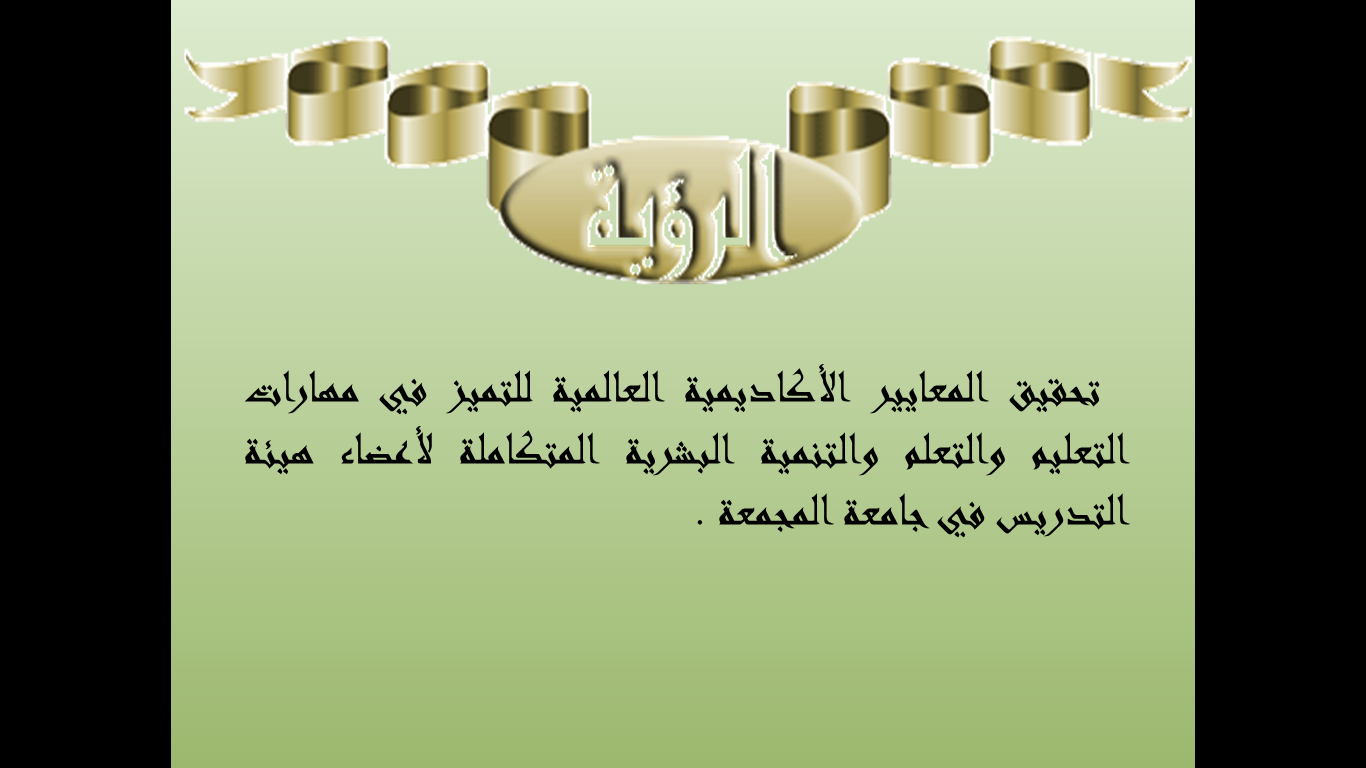 الرؤية
تحقيق المعايير الأكاديمية العالمية للتميز في مهارات
التعليم والتعلم والتنمية البشرية المتكاملة لأعضاء هيئة
التدريس في جامعة المجمعة .